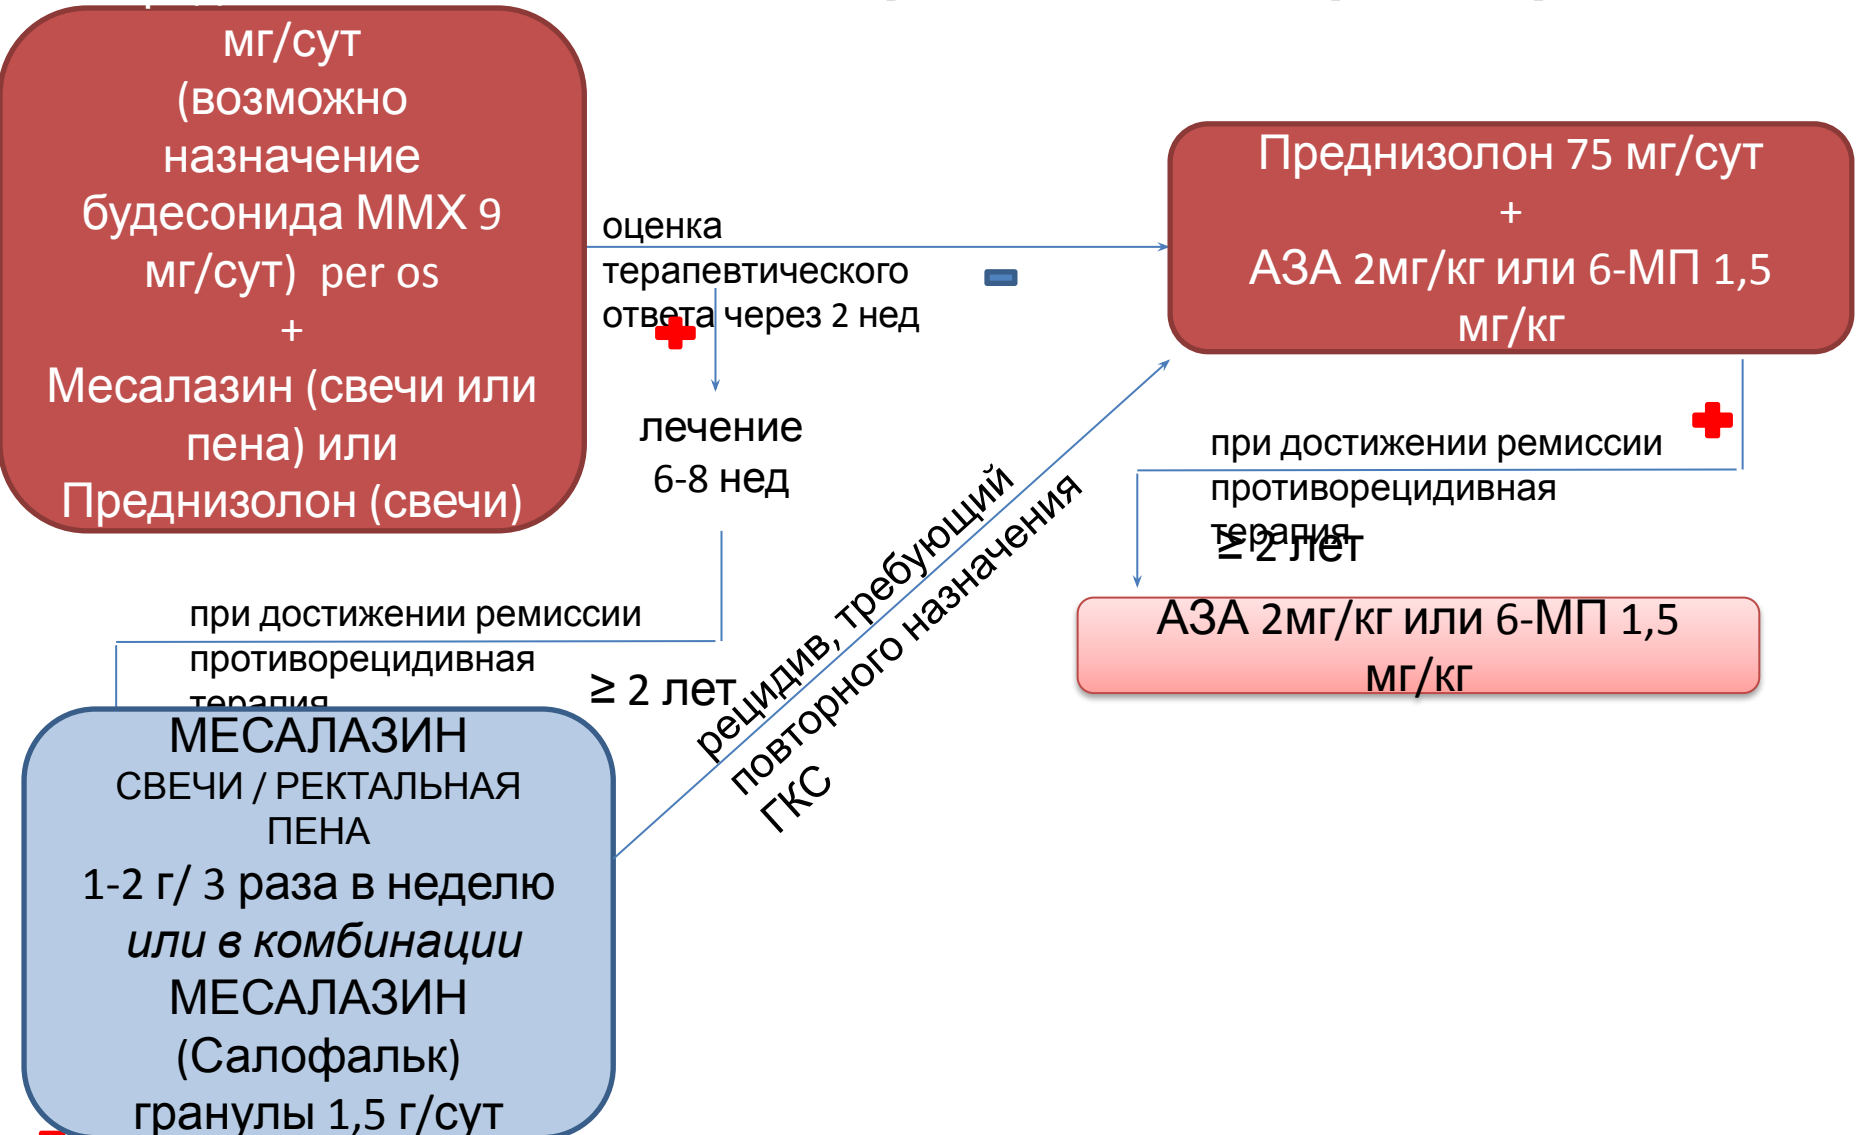 мг/сут
(возможно
назначение
будесонида ММХ 9
мг/сут) per os
+
Месалазин (свечи или
пена) или
Преднизолон (свечи)
оценка
терапевтического
ответа через 2 нед
лечение
6-8 нед
Преднизолон 75 мг/сут
+
АЗА 2мг/кг или 6-МП 1,5
мг/кг
при достижении ремиссии
противорецидивная
терапия
≥ 2 лет
АЗА 2мг/кг или 6-МП 1,5
мг/кг
при достижении ремиссии
противорецидивная
терапия
≥ 2 лет
рецидив, требующий
повторного назначения
ГКС
МЕСАЛАЗИН
СВЕЧИ / РЕКТАЛЬНАЯ
ПЕНА
1-2 г/ 3 раза в неделю
или в комбинации
МЕСАЛАЗИН
(Салофальк)
гранулы 1,5 г/сут